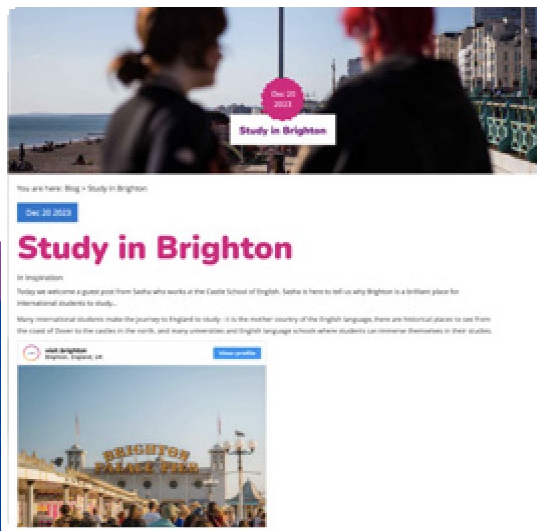 Dec 20
2023
Study in Brighton
You are here: Blog > Study in Brighton
Dec 20 2023
Study in Brighton
In Inspiration
Today we welcome a guest post from Sasha who works at the Castle School of English. Sasha is here to tell us why Brighton is a brilliant place for
international students to study...
Many international students make the journey to England to study - it is the mother country of the English language, there are historical places to see from
the coast of Dover to the castles in the north, and many universities and English language schools where students can immerse themselves in their studies.
visit.brighton
Brighton, England, UK
View profile
BRIGHTON
PALACE PIER